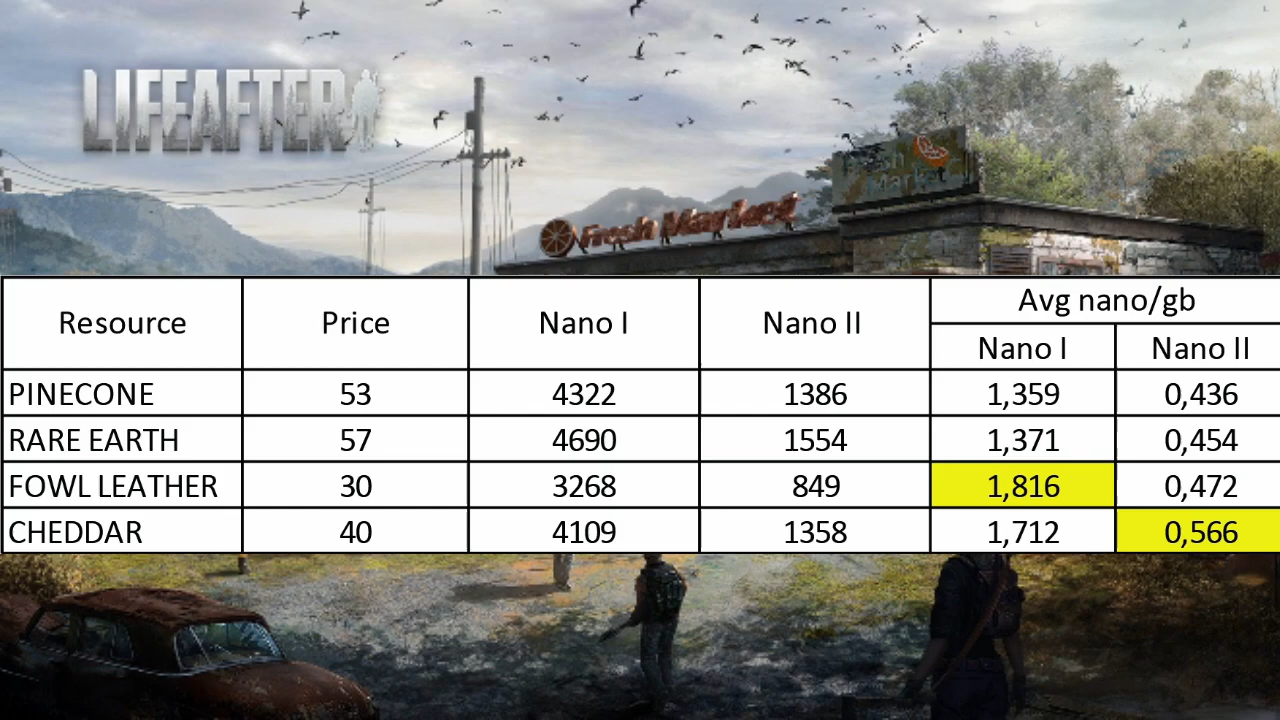 LIFEAFTER
Fresh Market
Resource Price Nano I Nano II Avg nano/gb
Nano I Nano II
PINECONE 53 4322 1386 1,359 0,436
RARE EARTH 57 4690 1554 1,371 0,454
FOWL LEATHER 30 3268 849 1,816 0,472
CHEDDAR 40 4109 1358 1,712 0,566